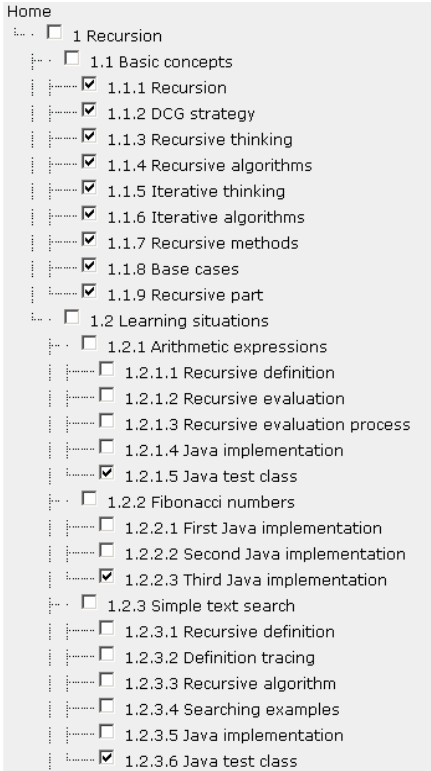 Home
1 Recursion
1.1 Basic concepts
1.1.1 Recursion
1.1.2 DCG strategy
1.1.3 Recursive thinking
1.1.4 Recursive algorithms
1.1.5 Iterative thinking
1.1.6 Iterative algorithms
1.1.7 Recursive methods
1.1.8 Base cases
1.1.9 Recursive part
1.2 Learning situations
1.2.1 Arithmetic expressions
1.2.1.1 Recursive definition
1.2.1.2 Recursive evaluation
1.2.1.3 Recursive evaluation process
1.2.1.4 Java implementation
1.2.1.5 Java test class
1.2.2 Fibonacci numbers
1.2.2.1 First Java implementation
1.2.2.2 Second Java implementation
1.2.2.3 Third Java implementation
1.2.3 Simple text search
1.2.3.1 Recursive definition
1.2.3.2 Definition tracing
1.2.3.3 Recursive algorithm
1.2.3.4 Searching examples
1.2.3.5 Java implementation
1.2.3.6 Java test class